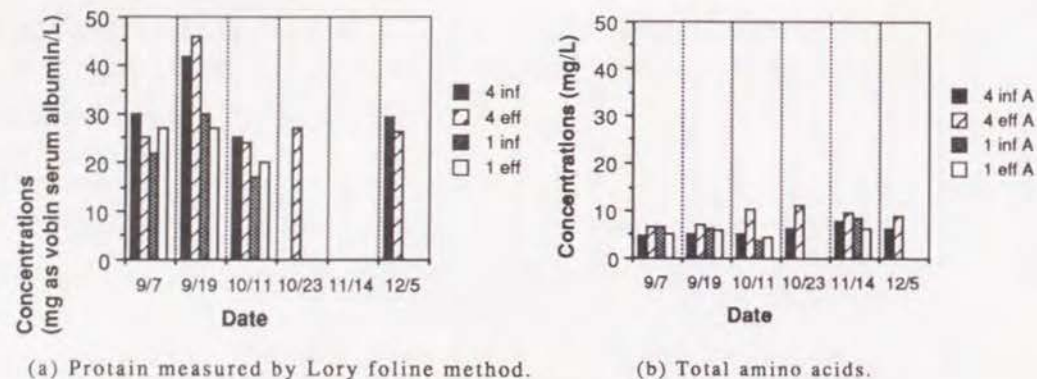 50
40
30
20
10
0
Concentrations
(mg as vobin serum albumin/L)
9/7 9/19 10/11 10/23 11/14 12/5
Date
4 inf
4 eff
1 inf
1 eff
(a) Protain measured by Lory foline method.
50
40
30
20
10
0
Concentrations (mg/L)
9/7 9/19 10/11 10/23 11/14 12/5
Date
4 inf A
4 eff A
1 inf A
1 eff A
(b) Total amino acids.